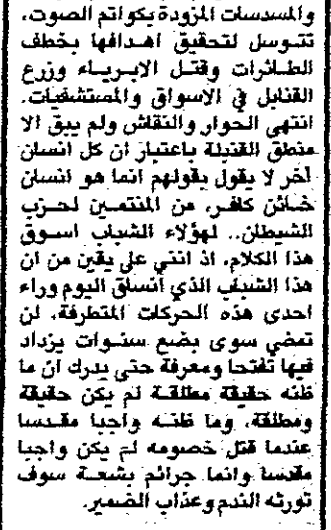 والمسدسات المزودة بكواتم الصوت،
تتوسل لتحقيق اهدافها بخطف
الطائرات وقتل الابرياء وزرع
القنابل في الاسواق والمستشفيات.
انتهى الحوار والنقاش ولم يبق الا
منطق القنبلة باعتبار ان كل انسان
آخر لا يقول بقولهم انما هو انسان
خائن كافر، من المنتمين لحزب
الشيطان.. لهؤلاء الشباب اسوق
هذا الكلام، اذ انني على يقين من ان
هذا الشباب الذي أنساق اليوم وراء
احدى هذه الحركات المتطرفة، لن
تمضي سوى بضع سنوات يزداد
فيها تفتحا ومعرفة حتى يدرك ان ما
ظنه حقيقة مطلقة لم يكن حقيقة
ومطلقة، وما ظنه واجبا مقدسا
عندما قتل خصومه لم يكن واجبا
مقدسا وانما جرائم بشعة سوف
تورثه الندم وعذاب الضمير.